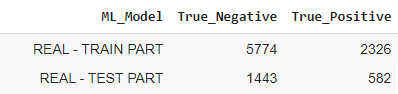 ML_Model True_Negative True_Positive
REAL - TRAIN PART 5774 2326
REAL - TEST PART 1443 582